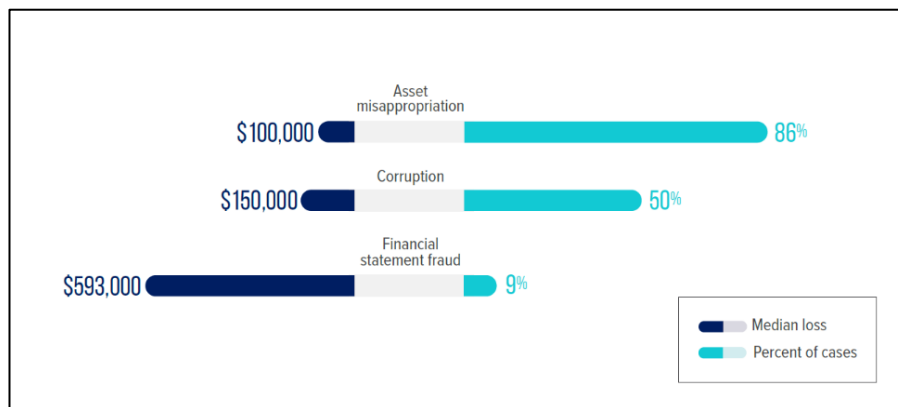 Asset
misappropriation
$100,000
86%
Corruption
$150,000
50%
Financial
statement fraud
$593,000
9%
Median loss
Percent of cases